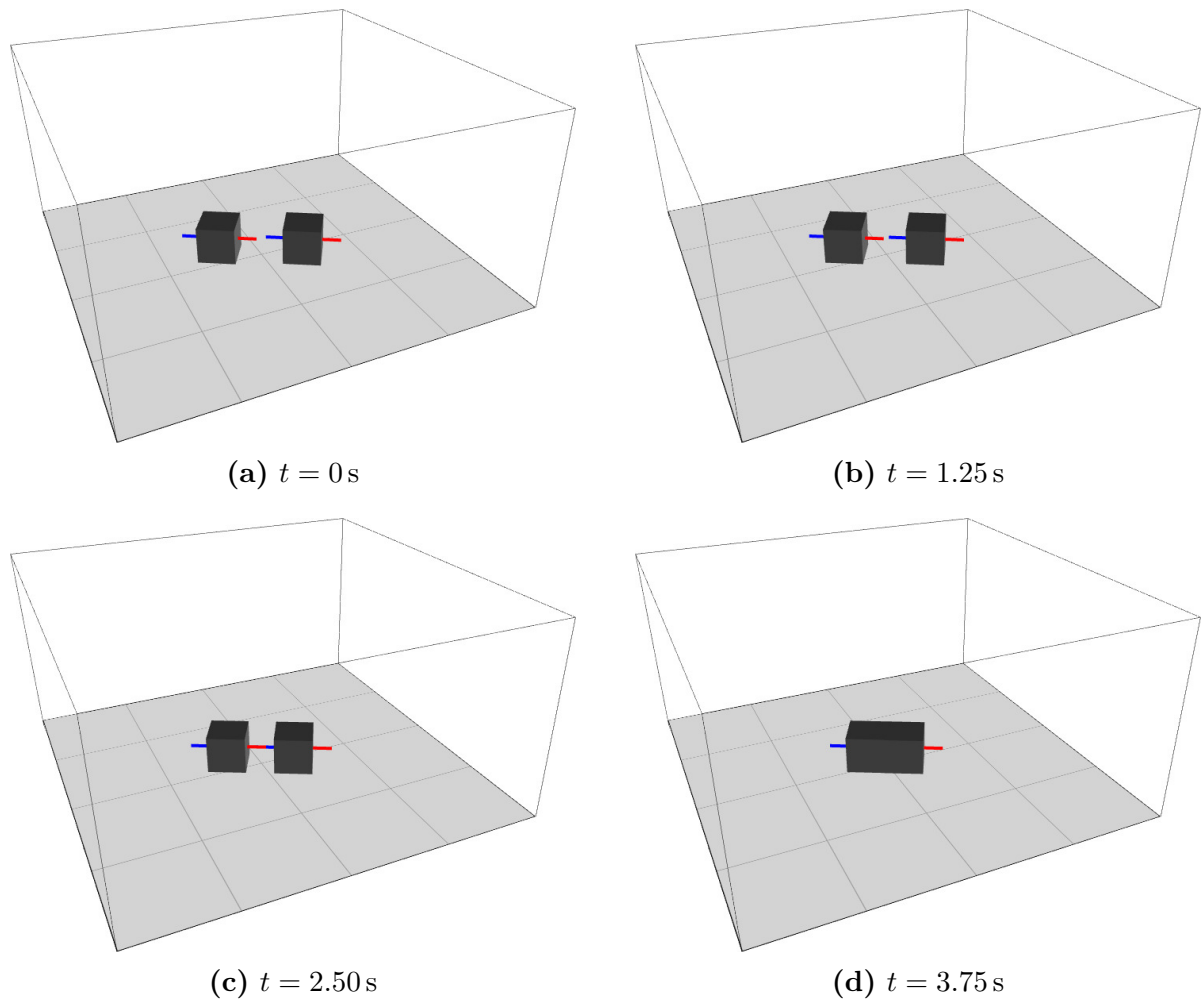 (a) t = 0 s
(b) t = 1.25 s
(c) t = 2.50 s
(d) t = 3.75 s